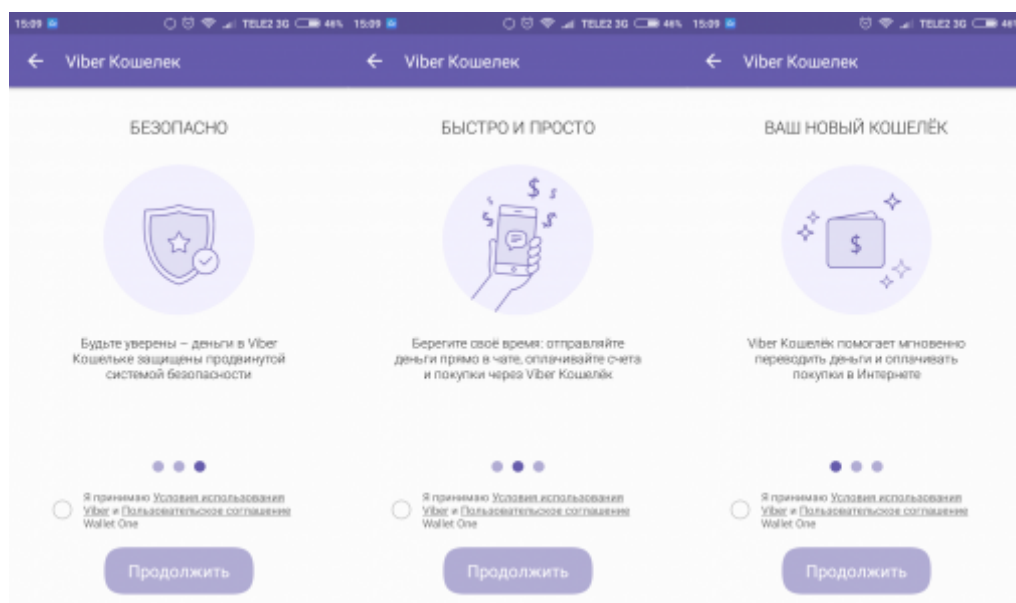 15:09 TELE2 3G 46%
Viber Кошелек
БЕЗОПАСНО
Будьте уверены – деньги в Viber
Кошельке защищены продвинутой
системой безопасности
Я принимаю Условия использования
Viber и Пользовательское соглашение
Wallet One
Продолжить
15:09 TELE2 3G 46%
Viber Кошелек
БЫСТРО И ПРОСТО
$
$
$
$
$
Берегите своё время: отправляйте
деньги прямо в чате, оплачивайте счета
и покупки через Viber Кошелёк
Я принимаю Условия использования
Viber и Пользовательское соглашение
Wallet One
Продолжить
15:09 TELE2 3G 46%
Viber Кошелек
ВАШ НОВЫЙ КОШЕЛЁК
$
Viber Кошелёк помогает мгновенно
переводить деньги и оплачивать
покупки в Интернете
Я принимаю Условия использования
Viber и Пользовательское соглашение
Wallet One
Продолжить